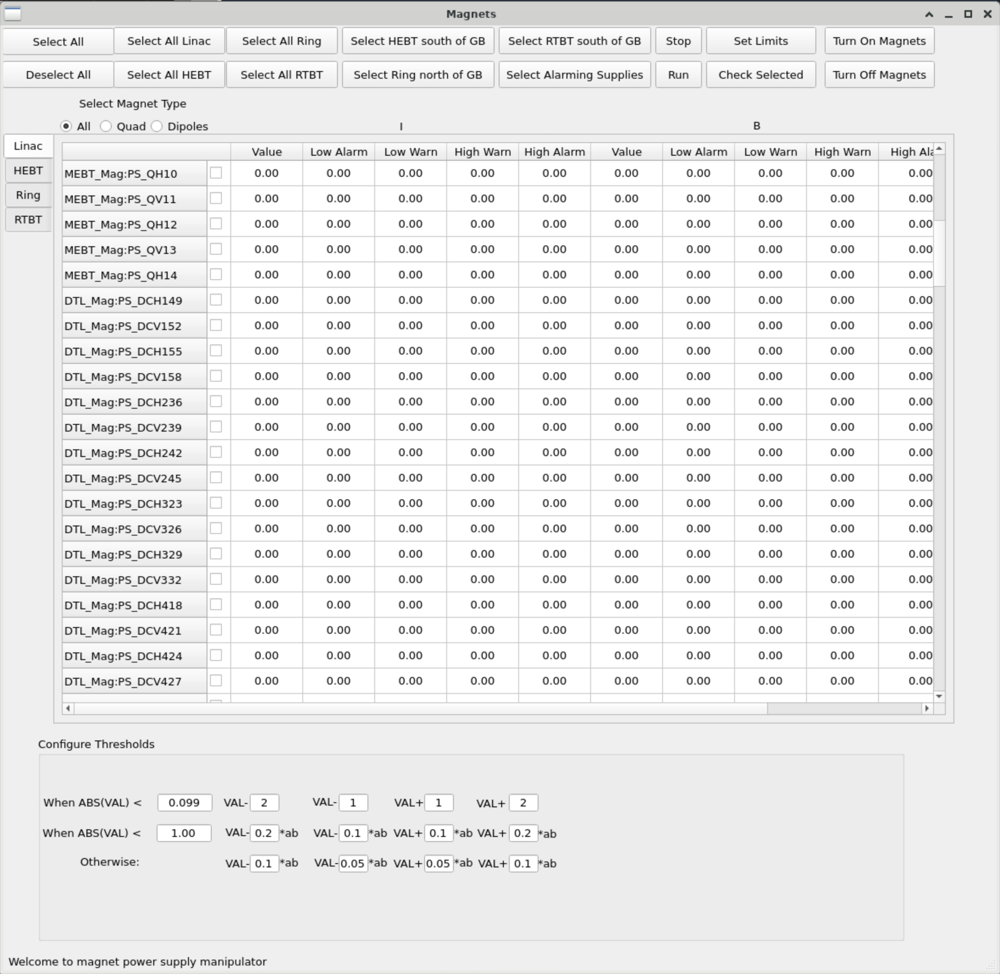 Magnets
Select All Select All Linac Select All Ring Select HEBT south of GB Select RTBT south of GB Stop Set Limits Turn On Magnets
Deselect All Select All HEBT Select All RTBT Select Ring north of GB Select Alarming Supplies Run Check Selected Turn Off Magnets
Select Magnet Type
All Quad Dipoles I B
Linac
HEBT
Ring
RTBT
Value Low Alarm Low Warn High Warn High Alarm Value Low Alarm Low Warn High Warn High Ala
MEBT_Mag:PS_QH10 0.00 0.00 0.00 0.00 0.00 0.00 0.00 0.00 0.00 0.00
MEBT_Mag:PS_QV11 0.00 0.00 0.00 0.00 0.00 0.00 0.00 0.00 0.00 0.00
MEBT_Mag:PS_QH12 0.00 0.00 0.00 0.00 0.00 0.00 0.00 0.00 0.00 0.00
MEBT_Mag:PS_QV13 0.00 0.00 0.00 0.00 0.00 0.00 0.00 0.00 0.00 0.00
MEBT_Mag:PS_QH14 0.00 0.00 0.00 0.00 0.00 0.00 0.00 0.00 0.00 0.00
DTL_Mag:PS_DCH149 0.00 0.00 0.00 0.00 0.00 0.00 0.00 0.00 0.00 0.00
DTL_Mag:PS_DCV152 0.00 0.00 0.00 0.00 0.00 0.00 0.00 0.00 0.00 0.00
DTL_Mag:PS_DCH155 0.00 0.00 0.00 0.00 0.00 0.00 0.00 0.00 0.00 0.00
DTL_Mag:PS_DCV158 0.00 0.00 0.00 0.00 0.00 0.00 0.00 0.00 0.00 0.00
DTL_Mag:PS_DCH236 0.00 0.00 0.00 0.00 0.00 0.00 0.00 0.00 0.00 0.00
DTL_Mag:PS_DCV239 0.00 0.00 0.00 0.00 0.00 0.00 0.00 0.00 0.00 0.00
DTL_Mag:PS_DCH242 0.00 0.00 0.00 0.00 0.00 0.00 0.00 0.00 0.00 0.00
DTL_Mag:PS_DCV245 0.00 0.00 0.00 0.00 0.00 0.00 0.00 0.00 0.00 0.00
DTL_Mag:PS_DCH323 0.00 0.00 0.00 0.00 0.00 0.00 0.00 0.00 0.00 0.00
DTL_Mag:PS_DCV326 0.00 0.00 0.00 0.00 0.00 0.00 0.00 0.00 0.00 0.00
DTL_Mag:PS_DCH329 0.00 0.00 0.00 0.00 0.00 0.00 0.00 0.00 0.00 0.00
DTL_Mag:PS_DCV332 0.00 0.00 0.00 0.00 0.00 0.00 0.00 0.00 0.00 0.00
DTL_Mag:PS_DCH418 0.00 0.00 0.00 0.00 0.00 0.00 0.00 0.00 0.00 0.00
DTL_Mag:PS_DCV421 0.00 0.00 0.00 0.00 0.00 0.00 0.00 0.00 0.00 0.00
DTL_Mag:PS_DCH424 0.00 0.00 0.00 0.00 0.00 0.00 0.00 0.00 0.00 0.00
DTL_Mag:PS_DCV427 0.00 0.00 0.00 0.00 0.00 0.00 0.00 0.00 0.00 0.00
Configure Thresholds
When ABS(VAL) < 0.099 VAL- 2 VAL- 1 VAL+ 1 VAL+ 2
When ABS(VAL) < 1.00 VAL- 0.2 *ab VAL- 0.1 *ab VAL+ 0.1 *ab VAL+ 0.2 *ab
Otherwise: VAL- 0.1 *ab VAL- 0.05 *ab VAL+ 0.05 *ab VAL+ 0.1 *ab
Welcome to magnet power supply manipulator